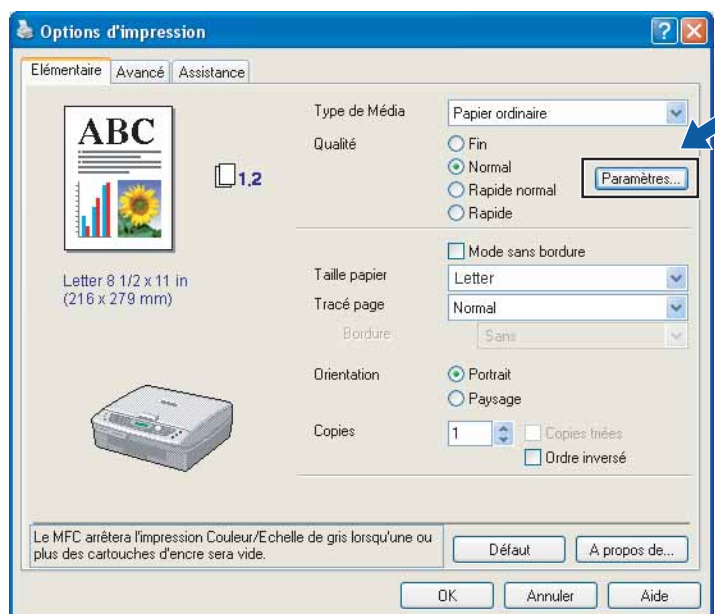 Options d'impression
Elémentaire Avancé Assistance
ABC
1.2
Letter 8 1/2 x 11 in
(216 x 279 mm)
Type de Média Papier ordinaire
Qualité Fin
Normal
Paramètres...
Rapide normal
Rapide
Mode sans bordure
Taille papier Letter
Tracé page Normal
Bordure Sans
Orientation Portrait
Paysage
Copies 1 Copies triées
Ordre inversé
Le MFC arrêtera l'impression Couleur/Echelle de gris lorsqu'une ou
plus des cartouches d'encre sera vide.
Défaut A propos de...
OK Annuler Aide